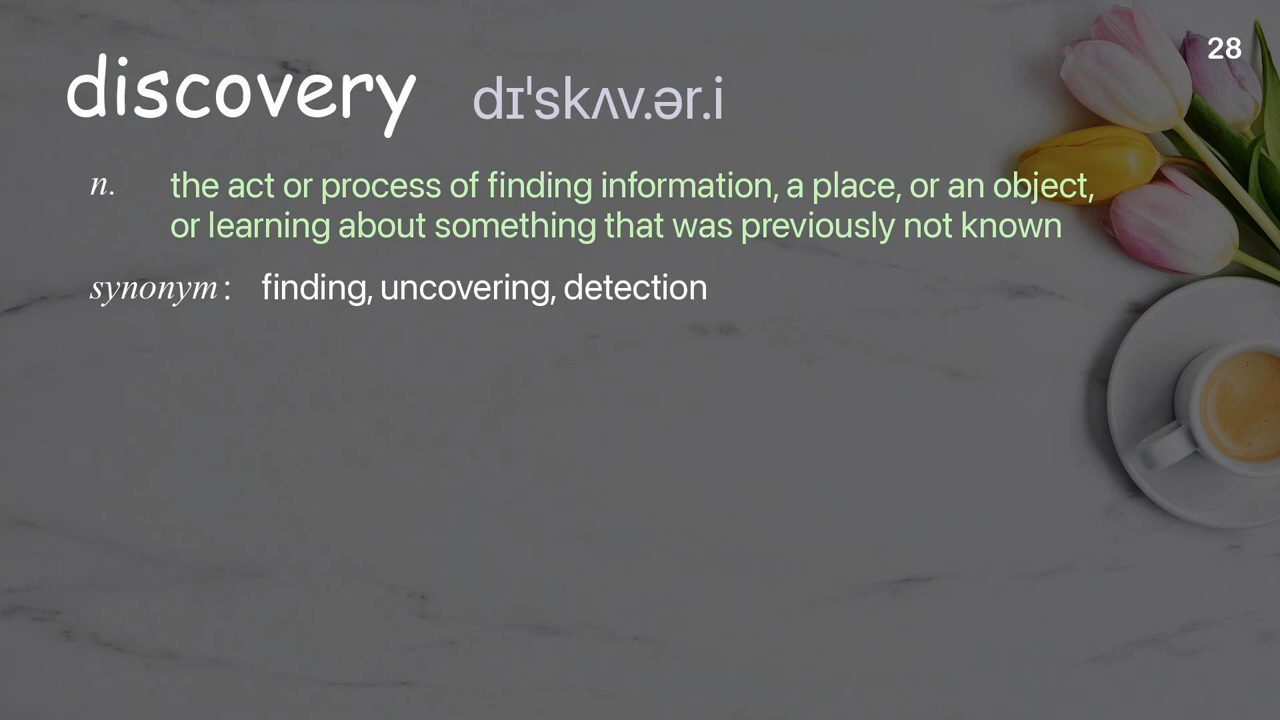 28
discovery dɪˈskʌv.ər.i
n. the act or process of finding information, a place, or an object,
or learning about something that was previously not known
synonym: finding, uncovering, detection